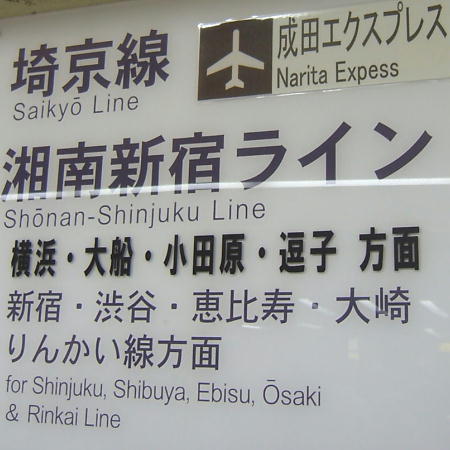 埼京線
Saikyō Line
成田エクスプレス
Narita Expess
湘南新宿ライン
Shōnan-Shinjuku Line
横浜・大船・小田原・逗子 方面
新宿・渋谷・恵比寿・大崎
りんかい線方面
for Shinjuku, Shibuya, Ebisu, Ōsaki
& Rinkai Line